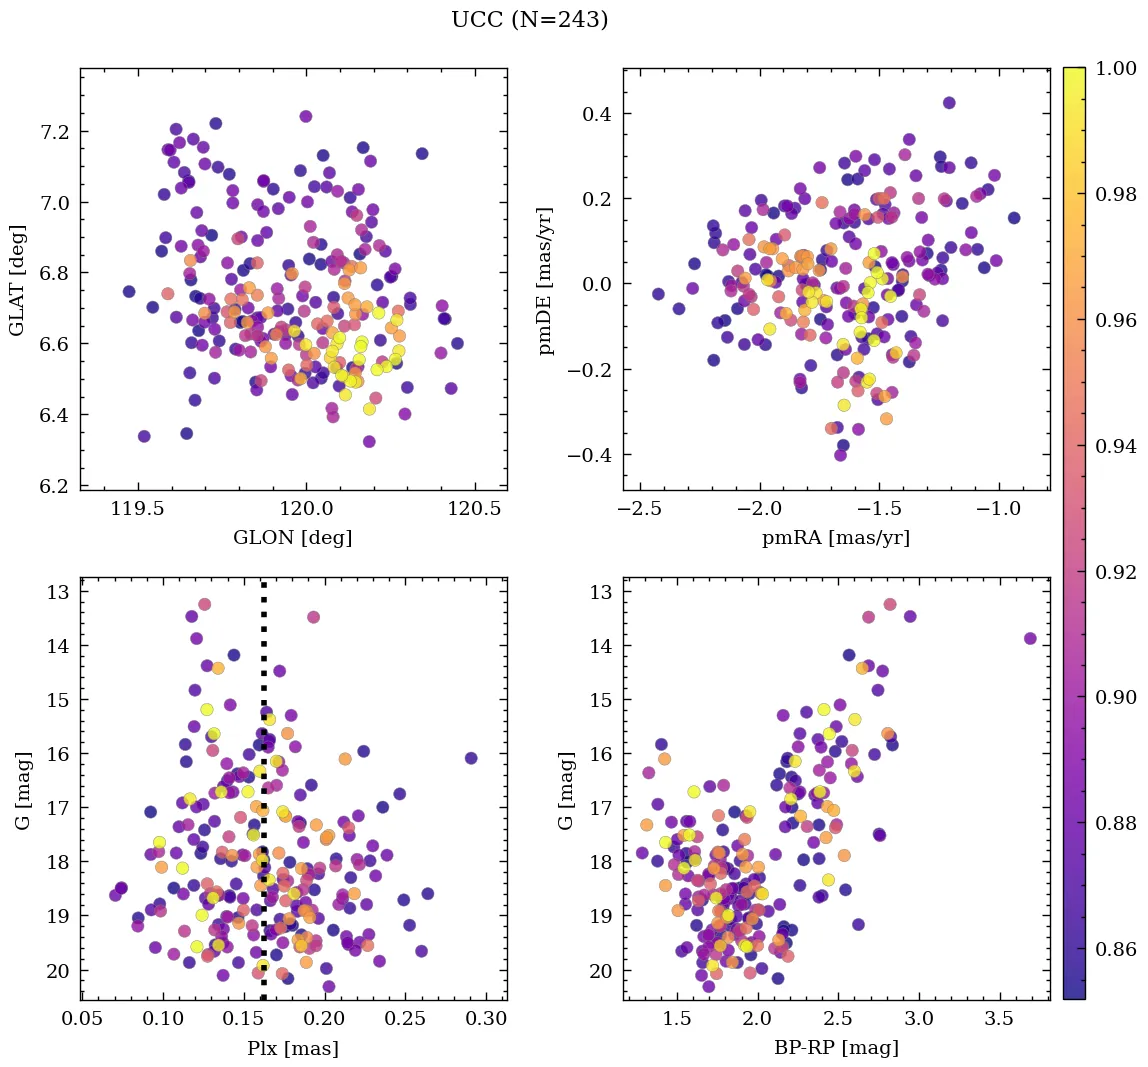 UCC (N=243)
7.2
7.0
6.8
6.6
6.4
6.2
GLAT [deg]
119.5 120.0 120.5
GLON [deg]
0.4
0.2
0.0
−0.2
−0.4
pmDE [mas/yr]
−2.5 −2.0 −1.5 −1.0
pmRA [mas/yr]
13
14
15
16
17
18
19
20
G [mag]
0.05 0.10 0.15 0.20 0.25 0.30
Plx [mas]
13
14
15
16
17
18
19
20
G [mag]
1.5 2.0 2.5 3.0 3.5
BP-RP [mag]
1.00
0.98
0.96
0.94
0.92
0.90
0.88
0.86